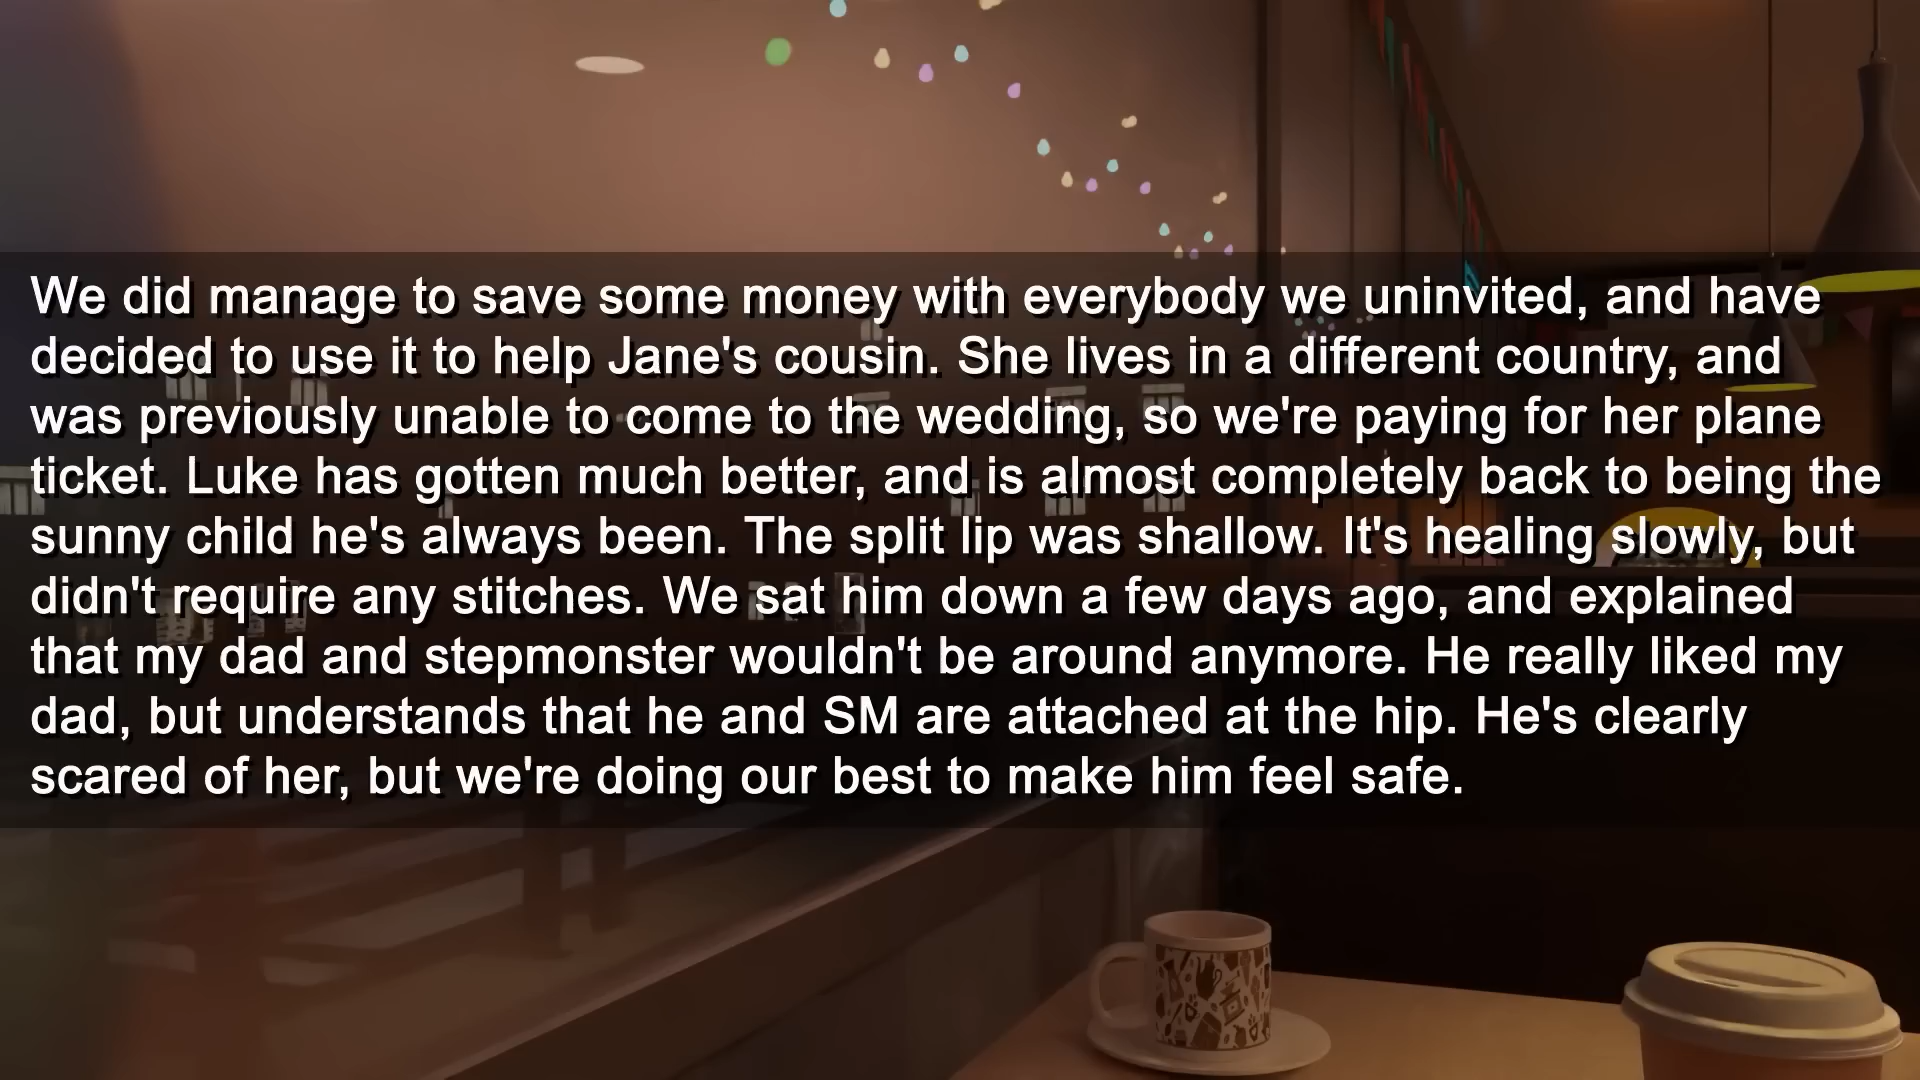 We did manage to save some money with everybody we uninvited, and have
decided to use it to help Jane's cousin. She lives in a different country, and
was previously unable to come to the wedding, so we're paying for her plane
ticket. Luke has gotten much better, and is almost completely back to being the
sunny child he's always been. The split lip was shallow. It's healing slowly, but
didn't require any stitches. We sat him down a few days ago, and explained
that my dad and stepmonster wouldn't be around anymore. He really liked my
dad, but understands that he and SM are attached at the hip. He's clearly
scared of her, but we're doing our best to make him feel safe.